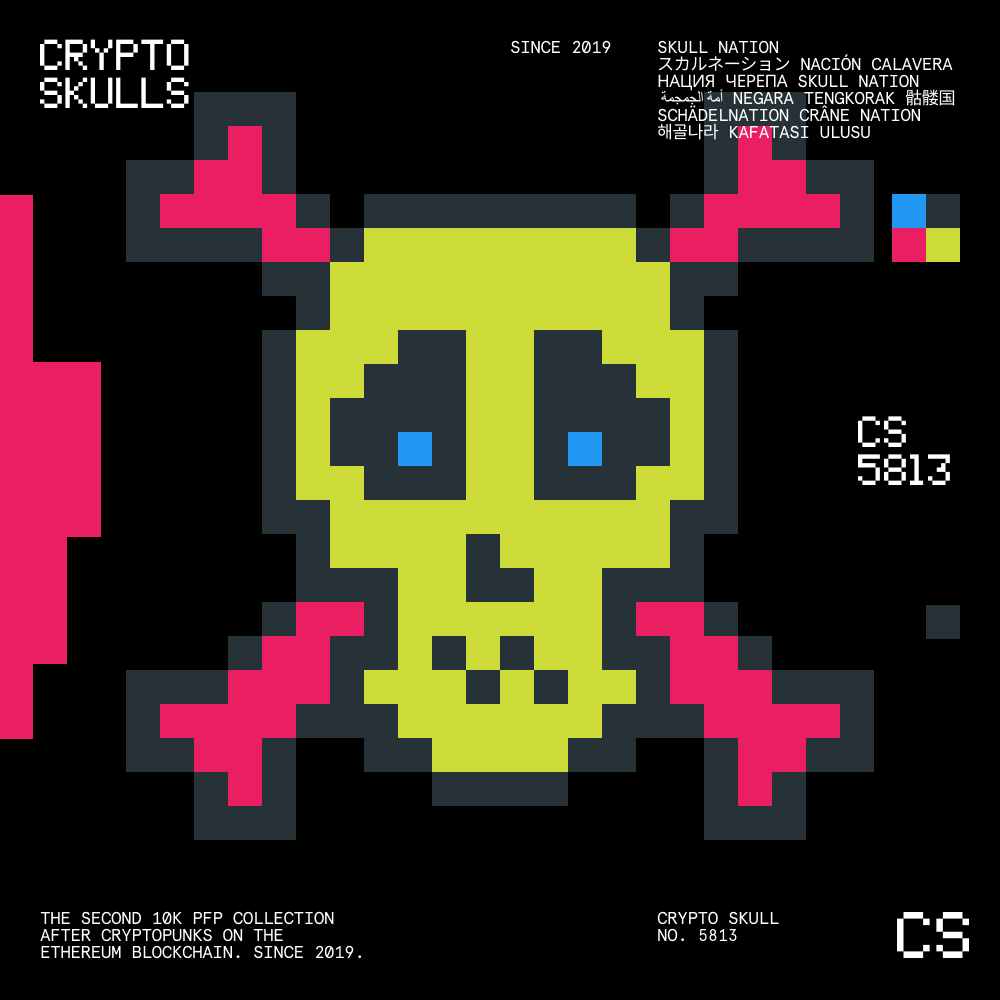 CRYPTO
SKULLS
SINCE 2019
SKULL NATION
スカルネーション NACIÓN CALAVERA
НАЦИЯ ЧЕРЕПА SKULL NATION
أمة الجمجمة NEGARA TENGKORAK 骷髅国
SCHÄDELNATION CRÂNE NATION
해골나라 KAFATASI ULUSU
CS
5813
THE SECOND 10K PFP COLLECTION
AFTER CRYPTOPUNKS ON THE
ETHEREUM BLOCKCHAIN. SINCE 2019.
CRYPTO SKULL
NO. 5813
CS